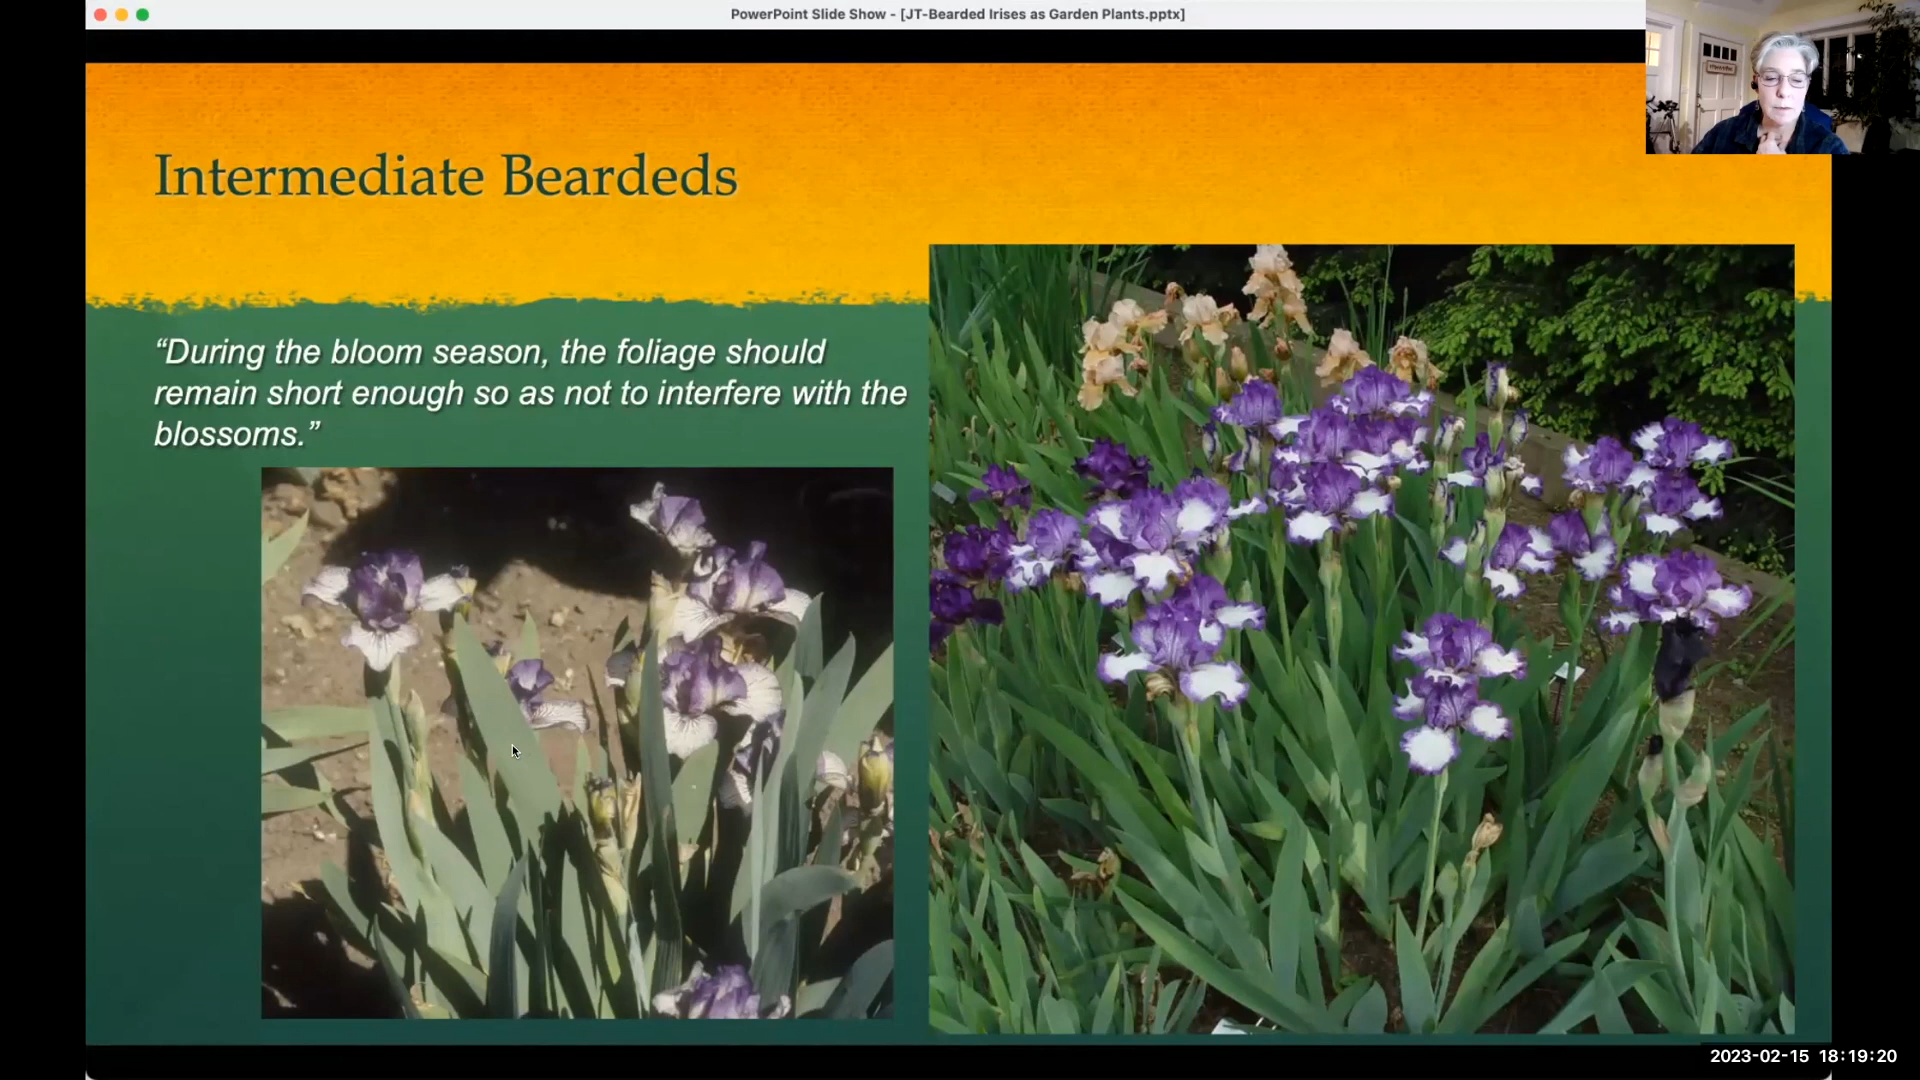 PowerPoint Slide Show - [JT-Bearded Irises as Garden Plants.pptx]
Intermediate Beardeds
“During the bloom season, the foliage should
remain short enough so as not to interfere with the
blossoms.”
2023-02-15 18:19:20